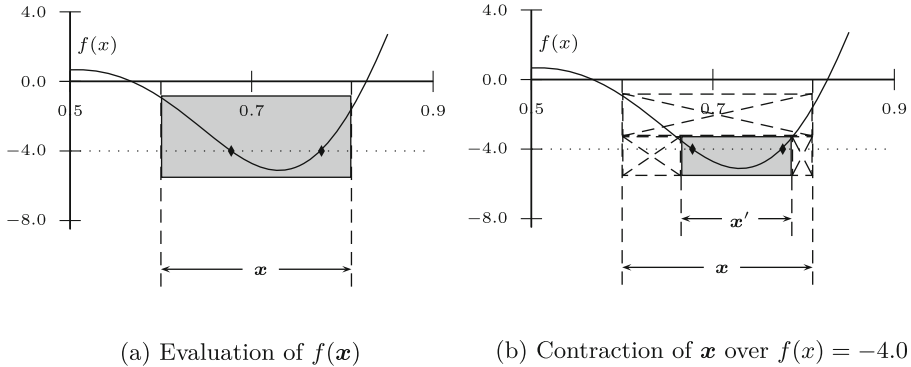 4.0
f(x)
0.0
0.5
0.7
0.9
−4.0
−8.0
x
(a) Evaluation of f(x)
4.0
f(x)
0.0
0.5
0.7
0.9
−4.0
−8.0
x′
x
(b) Contraction of x over f(x) = −4.0